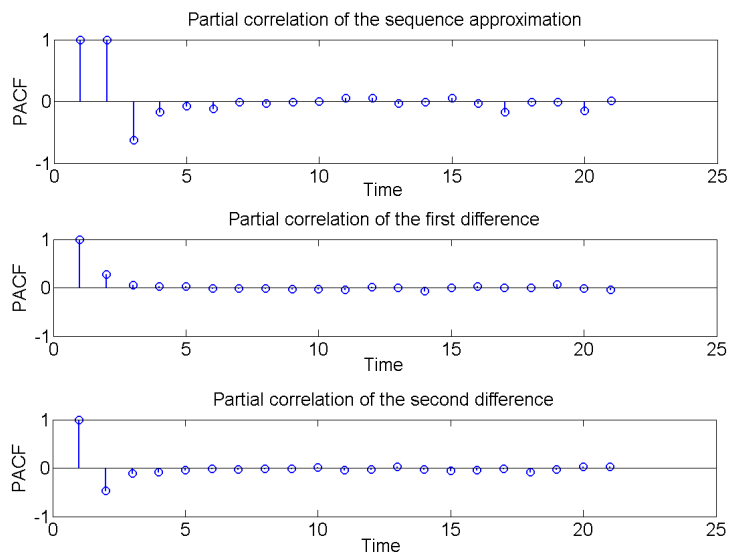 Partial correlation of the sequence approximation
1
0
-1
PACF
0 5 10 15 20 25
Time
Partial correlation of the first difference
1
0
-1
PACF
0 5 10 15 20 25
Time
Partial correlation of the second difference
1
0
-1
PACF
0 5 10 15 20 25
Time